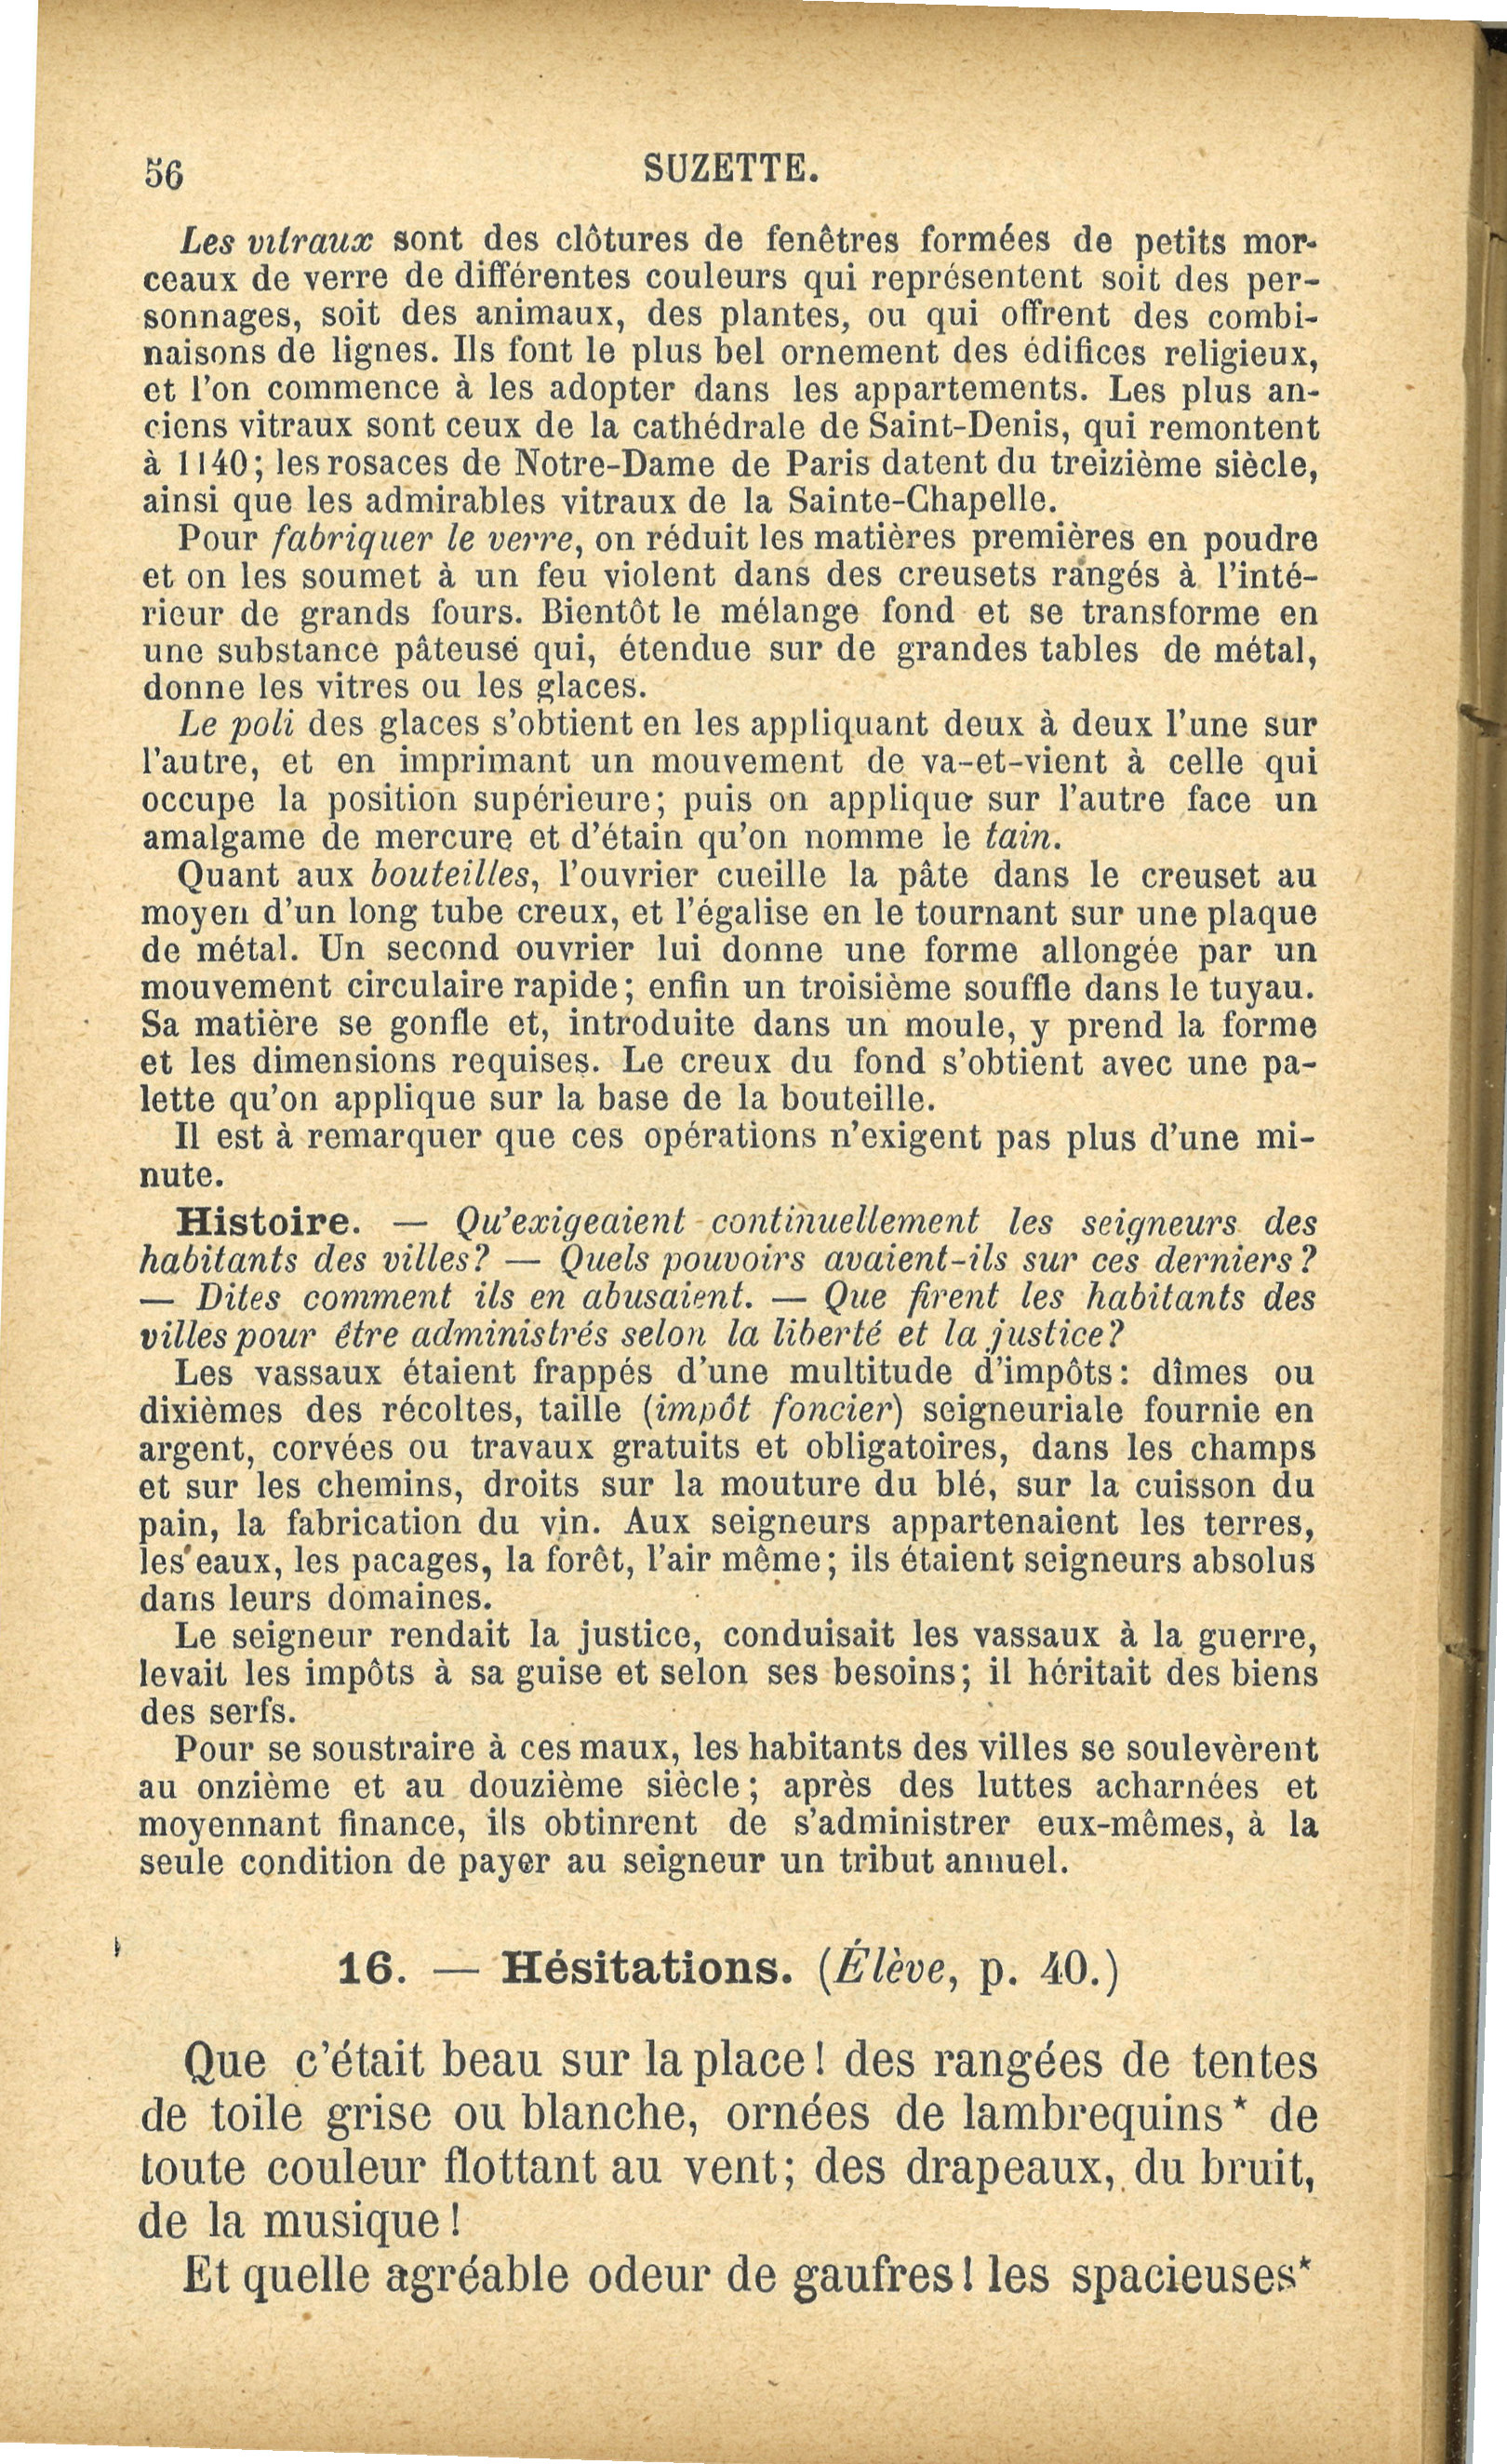 56
SUZETTE.
Les vitraux sont des clôtures de fenêtres formées de petits mor-
ceaux de verre de différentes couleurs qui représentent soit des per-
sonnages, soit des animaux, des plantes, ou qui offrent des combi-
naisons de lignes. Ils font le plus bel ornement des édifices religieux,
et l'on commence à les adopter dans les appartements. Les plus an-
ciens vitraux sont ceux de la cathédrale de Saint-Denis, qui remontent
à 1140; les rosaces de Notre-Dame de Paris datent du treizième siècle,
ainsi que les admirables vitraux de la Sainte-Chapelle.
Pour fabriquer le verre, on réduit les matières premières en poudre
et on les soumet à un feu violent dans des creusets rangés à l'inté-
rieur de grands fours. Bientôt le mélange fond et se transforme en
une substance pâteuse qui, étendue sur de grandes tables de métal,
donne les vitres ou les glaces.
Le poli des glaces s'obtient en les appliquant deux à deux l'une sur
l'autre, et en imprimant un mouvement de va-et-vient à celle qui
occupe la position supérieure; puis on applique sur l'autre face un
amalgame de mercure et d'étain qu'on nomme le tain.
Quant aux bouteilles, l'ouvrier cueille la pâte dans le creuset au
moyen d'un long tube creux, et l'égalise en le tournant sur une plaque
de métal. Un second ouvrier lui donne une forme allongée par un
mouvement circulaire rapide; enfin un troisième souffle dans le tuyau.
Sa matière se gonfle et, introduite dans un moule, y prend la forme
et les dimensions requises. Le creux du fond s'obtient avec une pa-
lette qu'on applique sur la base de la bouteille.
Il est à remarquer que ces opérations n'exigent pas plus d'une mi-
nute.
Histoire. — Qu'exigeaient continuellement les seigneurs des
habitants des villes? — Quels pouvoirs avaient-ils sur ces derniers?
— Dites comment ils en abusaient. — Que firent les habitants des
villes pour être administrés selon la liberté et la justice?
Les vassaux étaient frappés d'une multitude d'impôts: dîmes ou
dixièmes des récoltes, taille (impôt foncier) seigneuriale fournie en
argent, corvées ou travaux gratuits et obligatoires, dans les champs
et sur les chemins, droits sur la mouture du blé, sur la cuisson du
pain, la fabrication du vin. Aux seigneurs appartenaient les terres,
les eaux, les pacages, la forêt, l'air même; ils étaient seigneurs absolus
dans leurs domaines.
Le seigneur rendait la justice, conduisait les vassaux à la guerre,
levait les impôts à sa guise et selon ses besoins; il héritait des biens
des serfs.
Pour se soustraire à ces maux, les habitants des villes se soulevèrent
au onzième et au douzième siècle; après des luttes acharnées et
moyennant finance, ils obtinrent de s'administrer eux-mêmes, à la
seule condition de payer au seigneur un tribut annuel.
16. — Hésitations. (Élève, p. 40.)
Que c'était beau sur la place! des rangées de tentes
de toile grise ou blanche, ornées de lambrequins* de
toute couleur flottant au vent; des drapeaux, du bruit,
de la musique!
Et quelle agréable odeur de gaufres! les spacieuses*